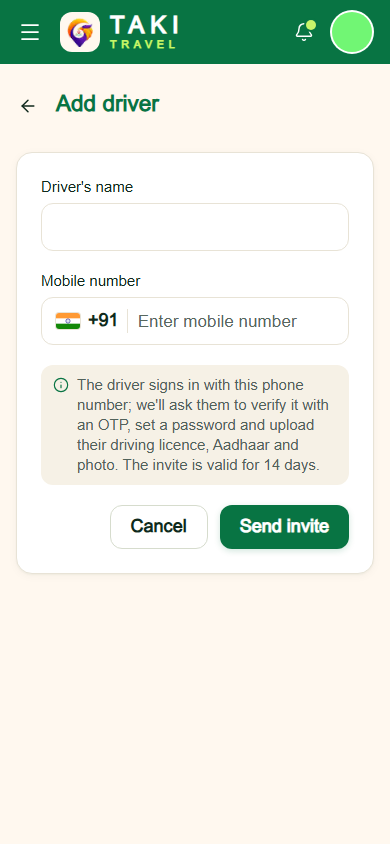 TAKI
TRAVEL
Add driver
Driver's name
Mobile number
+91 Enter mobile number
The driver signs in with this phone
number; we'll ask them to verify it with
an OTP, set a password and upload
their driving licence, Aadhaar and
photo. The invite is valid for 14 days.
Cancel Send invite